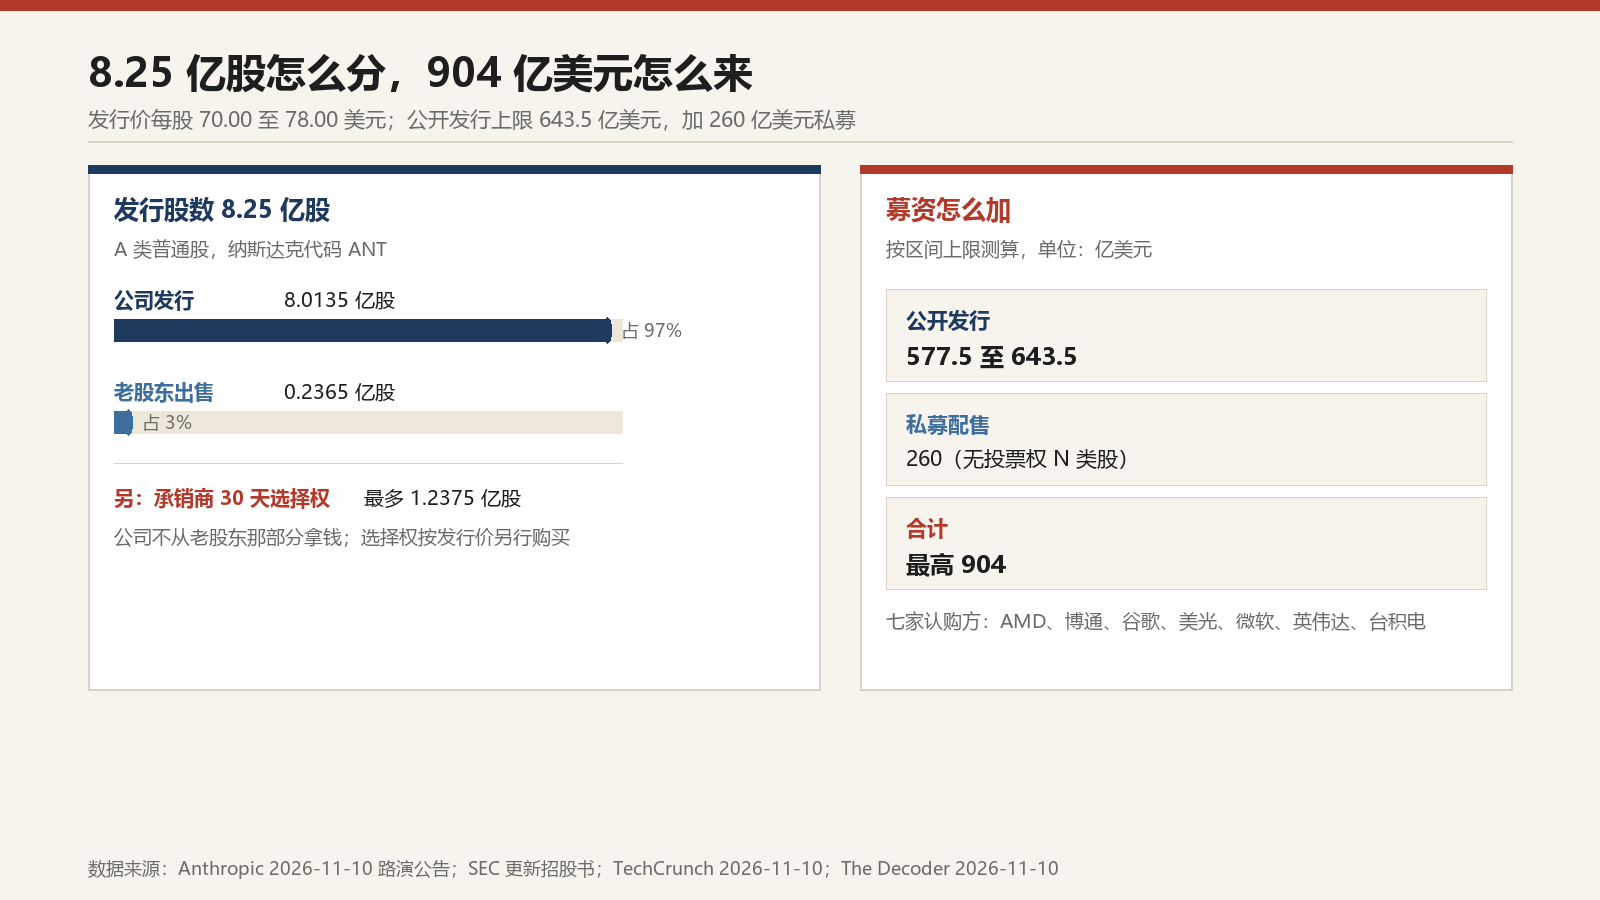 8.25 亿股怎么分，904 亿美元怎么来
发行价每股 70.00 至 78.00 美元；公开发行上限 643.5 亿美元，加 260 亿美元私募
发行股数 8.25 亿股
A 类普通股，纳斯达克代码 ANT
公司发行 8.0135 亿股
占 97%
老股东出售 0.2365 亿股
占 3%
另：承销商 30 天选择权 最多 1.2375 亿股
公司不从老股东那部分拿钱；选择权按发行价另行购买
募资怎么加
按区间上限测算，单位：亿美元
公开发行
577.5 至 643.5
私募配售
260（无投票权 N 类股）
合计
最高 904
七家认购方：AMD、博通、谷歌、美光、微软、英伟达、台积电
数据来源：Anthropic 2026-11-10 路演公告；SEC 更新招股书；TechCrunch 2026-11-10；The Decoder 2026-11-10